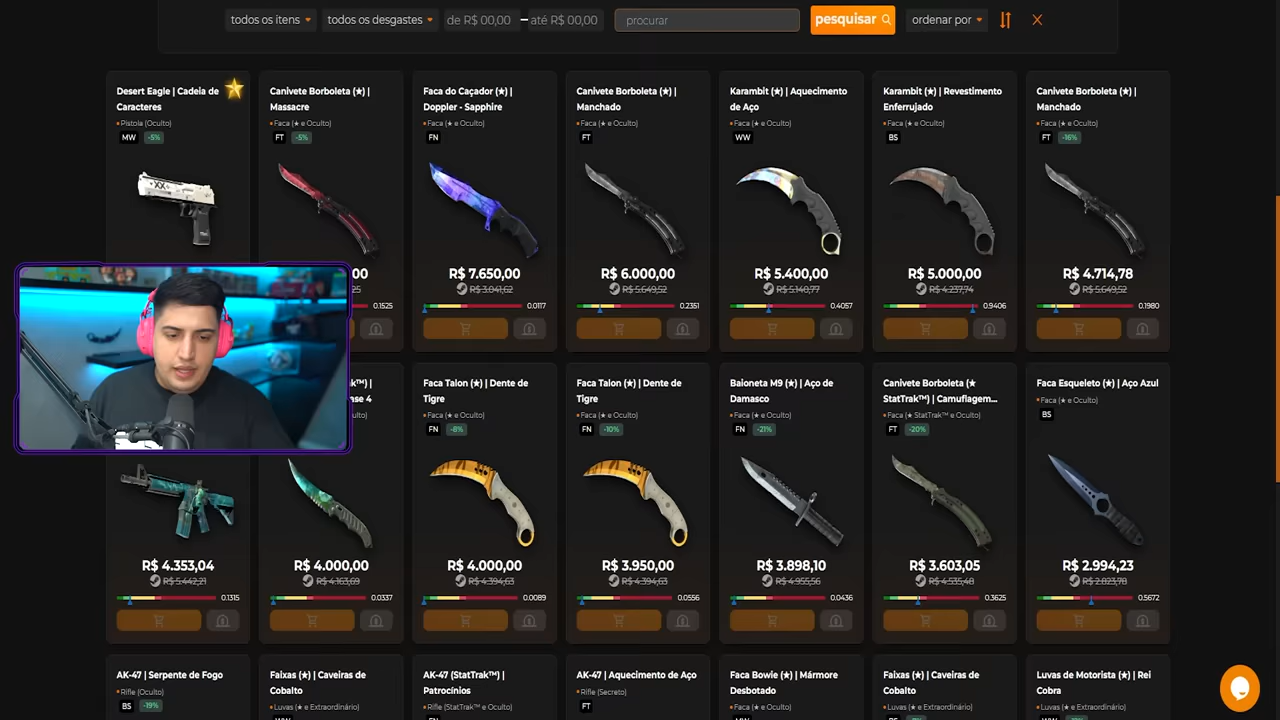 todos os itens
todos os desgastes
de R$ 00,00
até R$ 00,00
procurar
pesquisar
ordenar por
Desert Eagle | Cadeia de
Caracteres
Pistola (Oculto)
MW -5%
Canivete Borboleta (★) |
Massacre
Faca (★ e Oculto)
FT -5%
Faca do Caçador (★) |
Doppler - Sapphire
Faca (★ e Oculto)
FN
Canivete Borboleta (★) |
Manchado
Faca (★ e Oculto)
FT
Karambit (★) | Aquecimento
de Aço
Faca (★ e Oculto)
WW
Karambit (★) | Revestimento
Enferrujado
Faca (★ e Oculto)
BS
Canivete Borboleta (★) |
Manchado
Faca (★ e Oculto)
FT -16%
XX
00,00
0.1525
R$ 7.650,00
R$ 3.041,62
0.0117
R$ 6.000,00
R$ 5.649,52
0.2351
R$ 5.400,00
R$ 5.140,77
0.4057
R$ 5.000,00
R$ 4.237,74
0.9406
R$ 4.714,78
R$ 5.649,52
0.1980
Faca Talon (★) | Dente de
Tigre
Faca (★ e Oculto)
FN -8%
Faca Talon (★) | Dente de
Tigre
Faca (★ e Oculto)
FN -10%
Baioneta M9 (★) | Aço de
Damasco
Faca (★ e Oculto)
FN -21%
Canivete Borboleta (★
StatTrak™) | Camuflagem...
Faca (★ StatTrak™ e Oculto)
FT -20%
Faca Esqueleto (★) | Aço Azul
Faca (★ e Oculto)
BS
R$ 4.353,04
R$ 5.442,21
0.1315
R$ 4.000,00
R$ 4.163,69
0.0337
R$ 4.000,00
R$ 4.394,63
0.0089
R$ 3.950,00
R$ 4.394,63
0.0556
R$ 3.898,10
R$ 4.955,56
0.0436
R$ 3.603,05
R$ 4.535,48
0.3625
R$ 2.994,23
R$ 2.823,78
0.5672
AK-47 | Serpente de Fogo
Rifle (Oculto)
BS -19%
Faixas (★) | Caveiras de
Cobalto
Luvas (★ e Extraordinário)
AK-47 (StatTrak™) |
Patrocínios
Rifle (StatTrak™ e Oculto)
AK-47 | Aquecimento de Aço
Rifle (Secreto)
FT
Faca Bowie (★) | Mármore
Desbotado
Faca (★ e Oculto)
Faixas (★) | Caveiras de
Cobalto
Luvas (★ e Extraordinário)
Luvas de Motorista (★) | Rei
Cobra
Luvas (★ e Extraordinário)